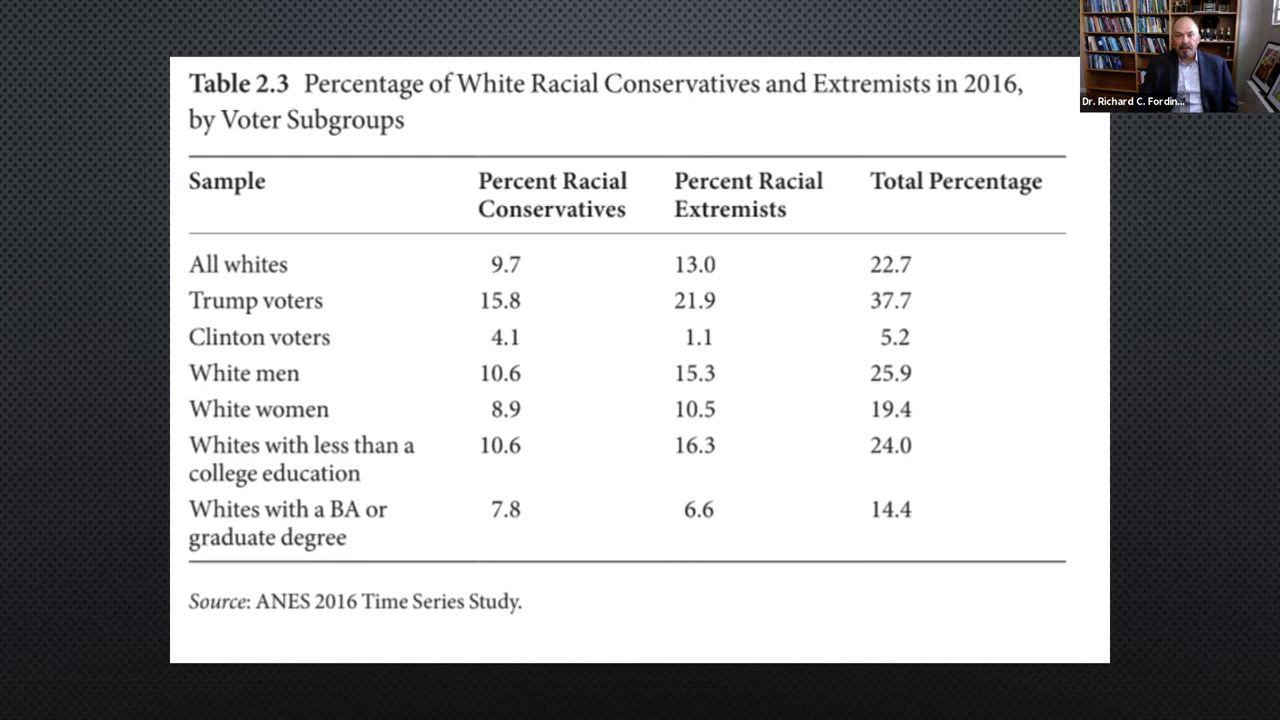 Table 2.3 Percentage of White Racial Conservatives and Extremists in 2016,
by Voter Subgroups
Sample Percent Racial Percent Racial Total Percentage
Conservatives Extremists
All whites 9.7 13.0 22.7
Trump voters 15.8 21.9 37.7
Clinton voters 4.1 1.1 5.2
White men 10.6 15.3 25.9
White women 8.9 10.5 19.4
Whites with less than a 10.6 16.3 24.0
college education
Whites with a BA or 7.8 6.6 14.4
graduate degree
Source: ANES 2016 Time Series Study.
Dr. Richard C. Fordin...